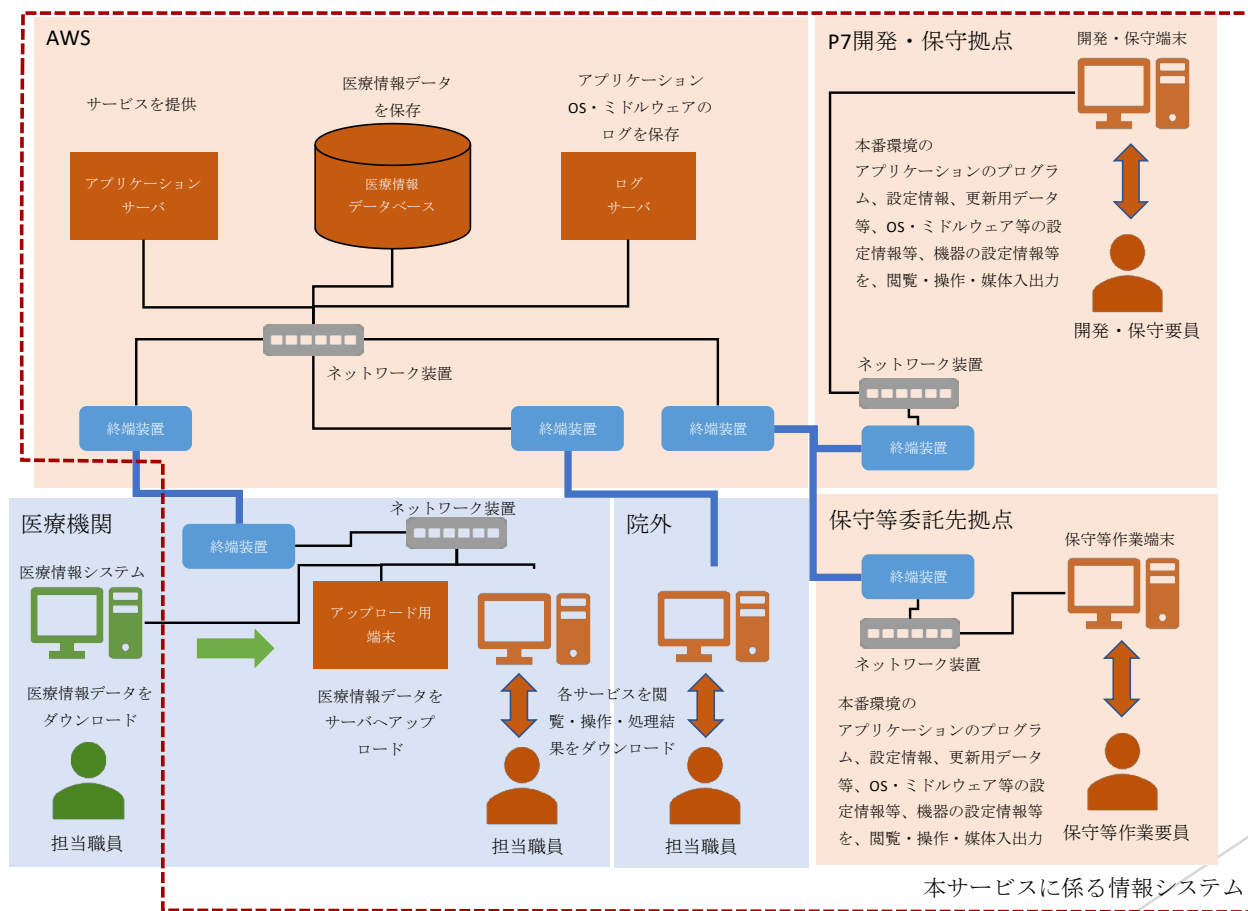 AWS
サービスを提供
医療情報データ
を保存
アプリケーション
OS・ミドルウェアの
ログを保存
アプリケーション
サーバ
医療情報
データベース
ログ
サーバ
ネットワーク装置
終端装置
終端装置
終端装置
P7開発・保守拠点
開発・保守端末
本番環境の
アプリケーションのプログラ
ム、設定情報、更新用データ
等、OS・ミドルウェア等の設
定情報等、機器の設定情報等
を、閲覧・操作・媒体入出力
開発・保守要員
ネットワーク装置
終端装置
医療機関
ネットワーク装置
終端装置
医療情報システム
アップロード用
端末
医療情報データを
ダウンロード
医療情報データを
サーバへアップ
ロード
各サービスを閲
覧・操作・処理結
果をダウンロード
担当職員
担当職員
院外
担当職員
保守等委託先拠点
保守等作業端末
終端装置
ネットワーク装置
本番環境の
アプリケーションのプログラ
ム、設定情報、更新用データ
等、OS・ミドルウェア等の設
定情報等、機器の設定情報等
を、閲覧・操作・媒体入出力
保守等作業要員
本サービスに係る情報システム